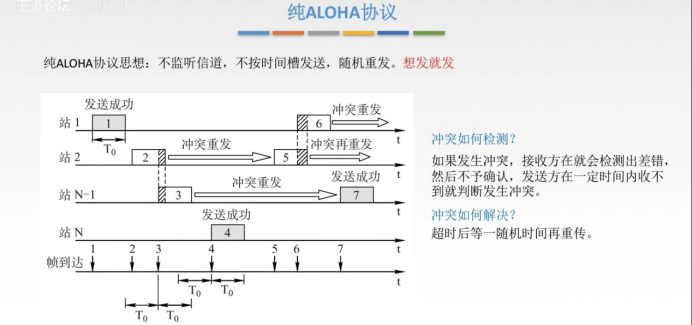 王道论坛
纯ALOHA协议
纯ALOHA协议思想：不监听信道，不按时间槽发送，随机重发。想发就发
发送成功
站 1
1
6
冲突重发
t
T₀
站 2
2
冲突重发
5
冲突再重发
t
站 N-1
3
冲突重发
发送成功
7
t
发送成功
站 N
4
t
1 2 3 4 5 6 7
帧到达
t
T₀ T₀
T₀ T₀
冲突如何检测？
如果发生冲突，接收方在就会检测出差错，
然后不予确认，发送方在一定时间内收不
到就判断发生冲突。
冲突如何解决？
超时后等一随机时间再重传。